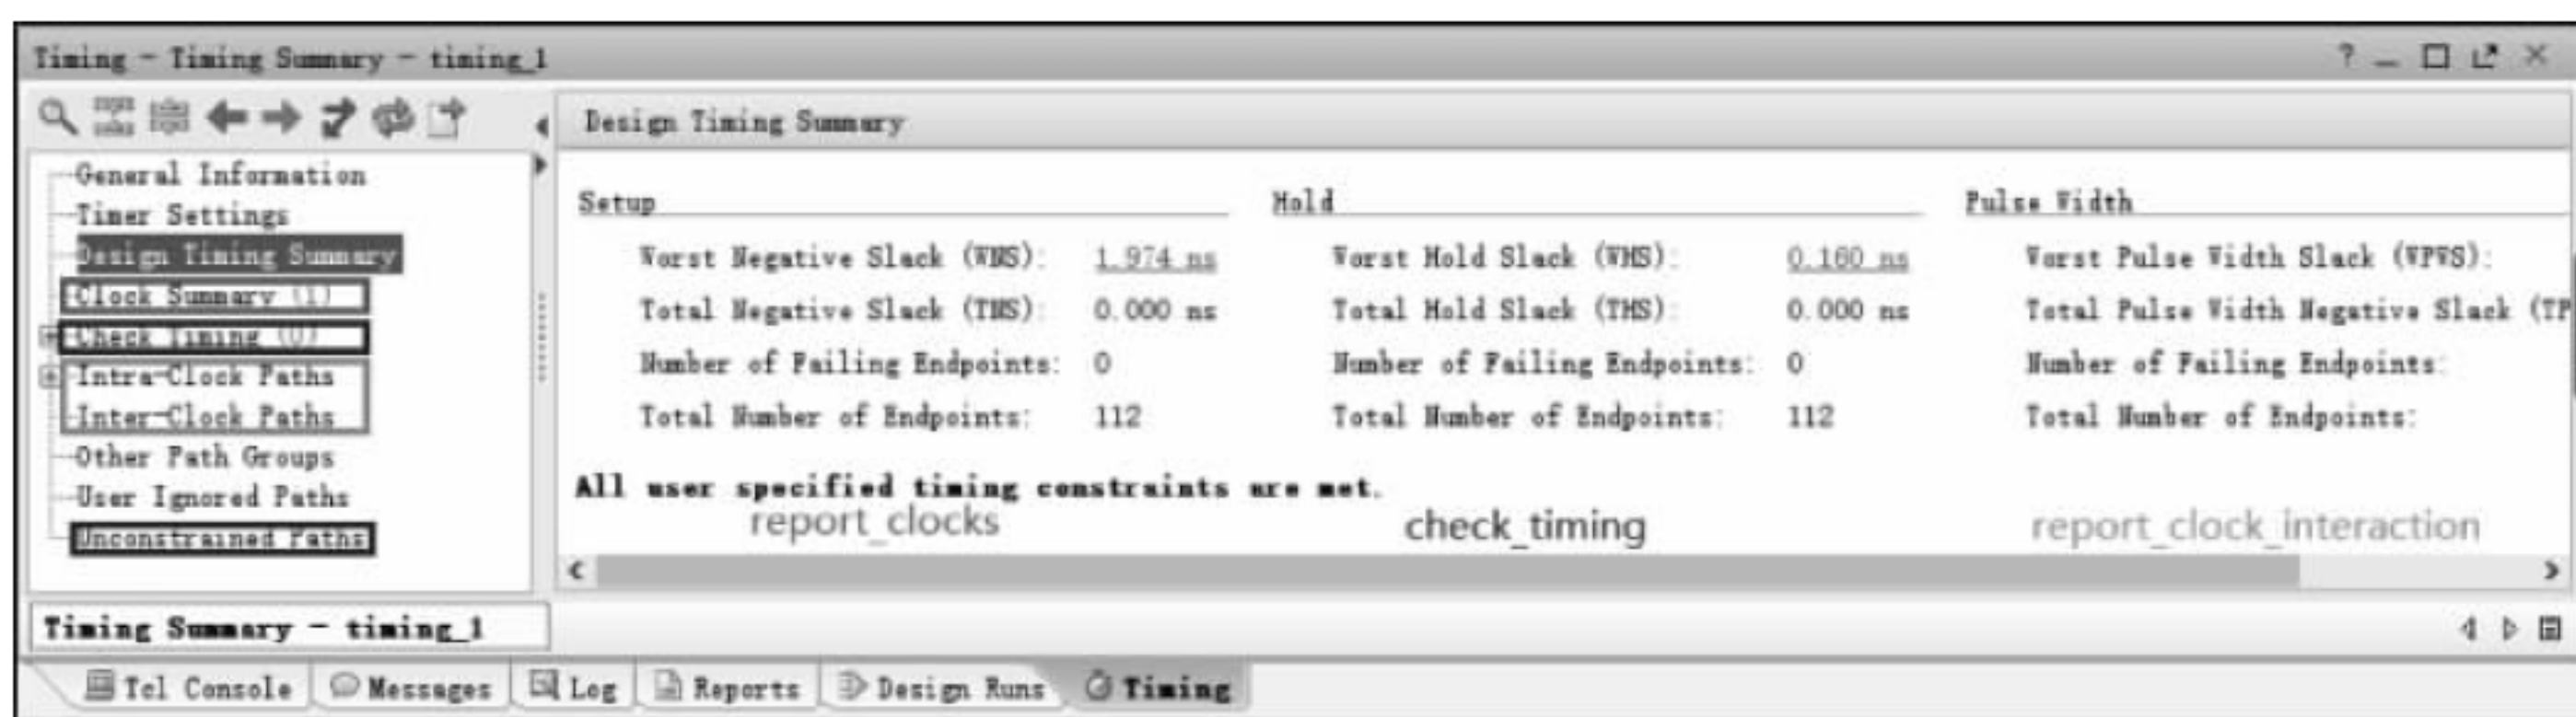 Timing - Timing Summary - timing_1
Design Timing Summary
General Information
Timer Settings
Design Timing Summary
Clock Summary (1)
Check Timing (0)
Intra-Clock Paths
Inter-Clock Paths
Other Path Groups
User Ignored Paths
Unconstrained Paths
Setup
Worst Negative Slack (WNS): 1.974 ns
Total Negative Slack (TNS): 0.000 ns
Number of Failing Endpoints: 0
Total Number of Endpoints: 112
Hold
Worst Hold Slack (WHS): 0.160 ns
Total Hold Slack (THS): 0.000 ns
Number of Failing Endpoints: 0
Total Number of Endpoints: 112
Pulse Width
Worst Pulse Width Slack (WPWS):
Total Pulse Width Negative Slack (TP
Number of Failing Endpoints:
Total Number of Endpoints:
All user specified timing constraints are met.
report_clocks check_timing report_clock_interaction
Timing Summary - timing_1
Tcl Console Messages Log Reports Design Runs Timing